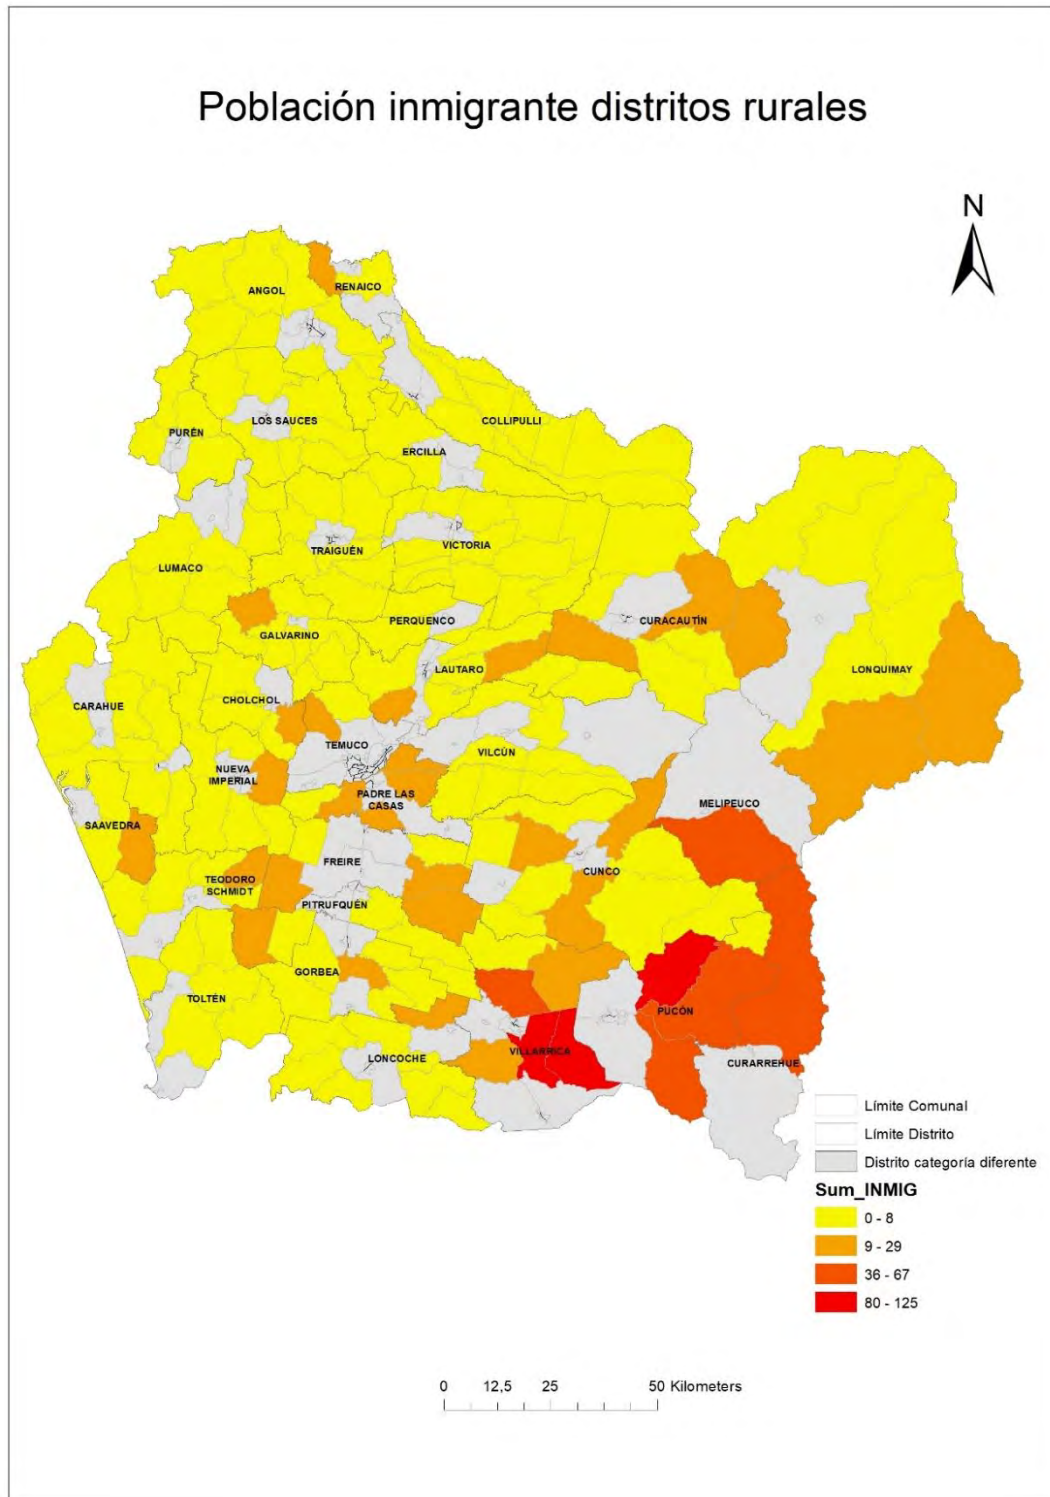 Población inmigrante distritos rurales
N
ANGOL
RENAICO
LOS SAUCES
COLLIPULLI
PURÉN
ERCILLA
TRAIGUÉN
VICTORIA
LUMACO
PERQUENCO
CURACAUTÍN
GALVARINO
LAUTARO
LONQUIMAY
CHOLCHOL
CARAHUE
TEMUCO
VILCÚN
NUEVA
IMPERIAL
PADRE LAS
CASAS
MELIPEUCO
SAAVEDRA
FREIRE
CUNCO
TEODORO
SCHMIDT
PITRUFQUÉN
GORBEA
TOLTÉN
PUCÓN
VILLARRICA
LONCOCHE
CURARREHUE
Límite Comunal
Límite Distrito
Distrito categoría diferente
Sum_INMIG
0 - 8
9 - 29
36 - 67
80 - 125
0 12,5 25 50 Kilometers